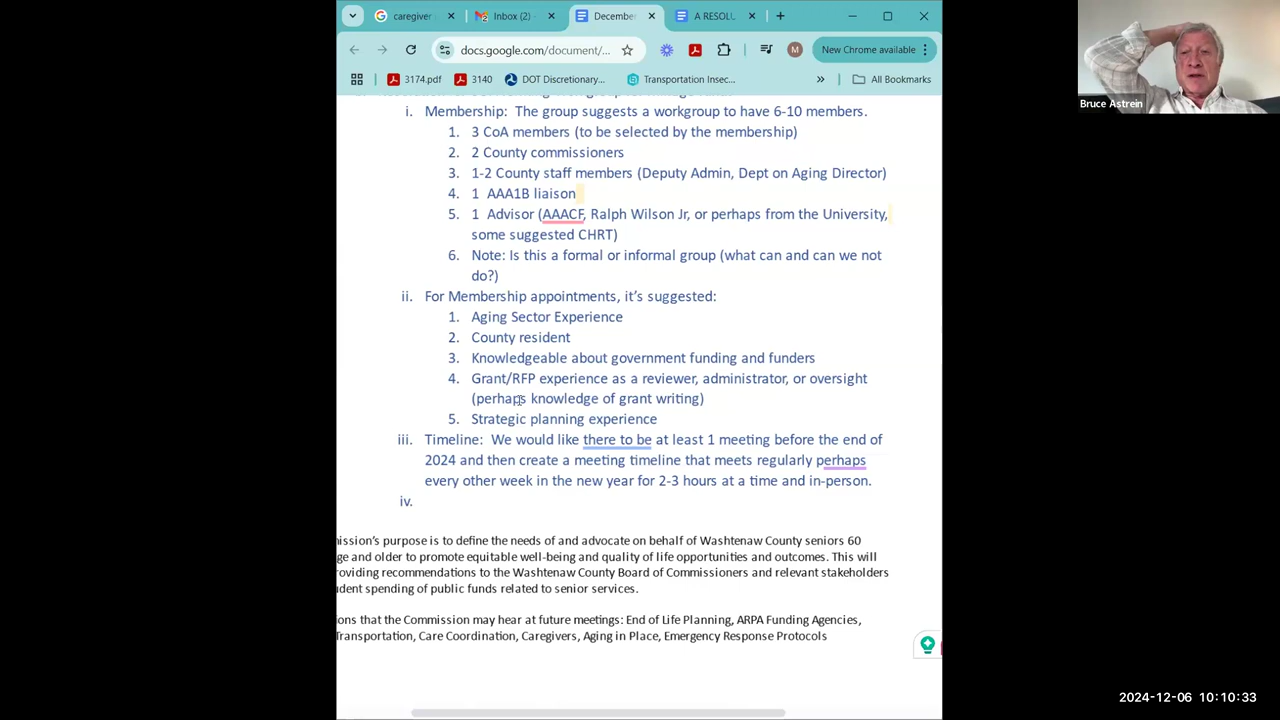 caregiver
Inbox (2)
December
A RESOLU
docs.google.com/document/...
M
New Chrome available
3174.pdf
3140
DOT Discretionary...
Transportation Insec...
»
All Bookmarks
Bruce Astrein
i. Membership: The group suggests a workgroup to have 6-10 members.
1. 3 CoA members (to be selected by the membership)
2. 2 County commissioners
3. 1-2 County staff members (Deputy Admin, Dept on Aging Director)
4. 1 AAA1B liaison
5. 1 Advisor (AAACF, Ralph Wilson Jr, or perhaps from the University,
some suggested CHRT)
6. Note: Is this a formal or informal group (what can and can we not
do?)
ii. For Membership appointments, it's suggested:
1. Aging Sector Experience
2. County resident
3. Knowledgeable about government funding and funders
4. Grant/RFP experience as a reviewer, administrator, or oversight
(perhaps knowledge of grant writing)
5. Strategic planning experience
iii. Timeline: We would like there to be at least 1 meeting before the end of
2024 and then create a meeting timeline that meets regularly perhaps
every other week in the new year for 2-3 hours at a time and in-person.
iv.
mission's purpose is to define the needs of and advocate on behalf of Washtenaw County seniors 60
ge and older to promote equitable well-being and quality of life opportunities and outcomes. This will
roviding recommendations to the Washtenaw County Board of Commissioners and relevant stakeholders
udent spending of public funds related to senior services.
ions that the Commission may hear at future meetings: End of Life Planning, ARPA Funding Agencies,
Transportation, Care Coordination, Caregivers, Aging in Place, Emergency Response Protocols
2024-12-06 10:10:33